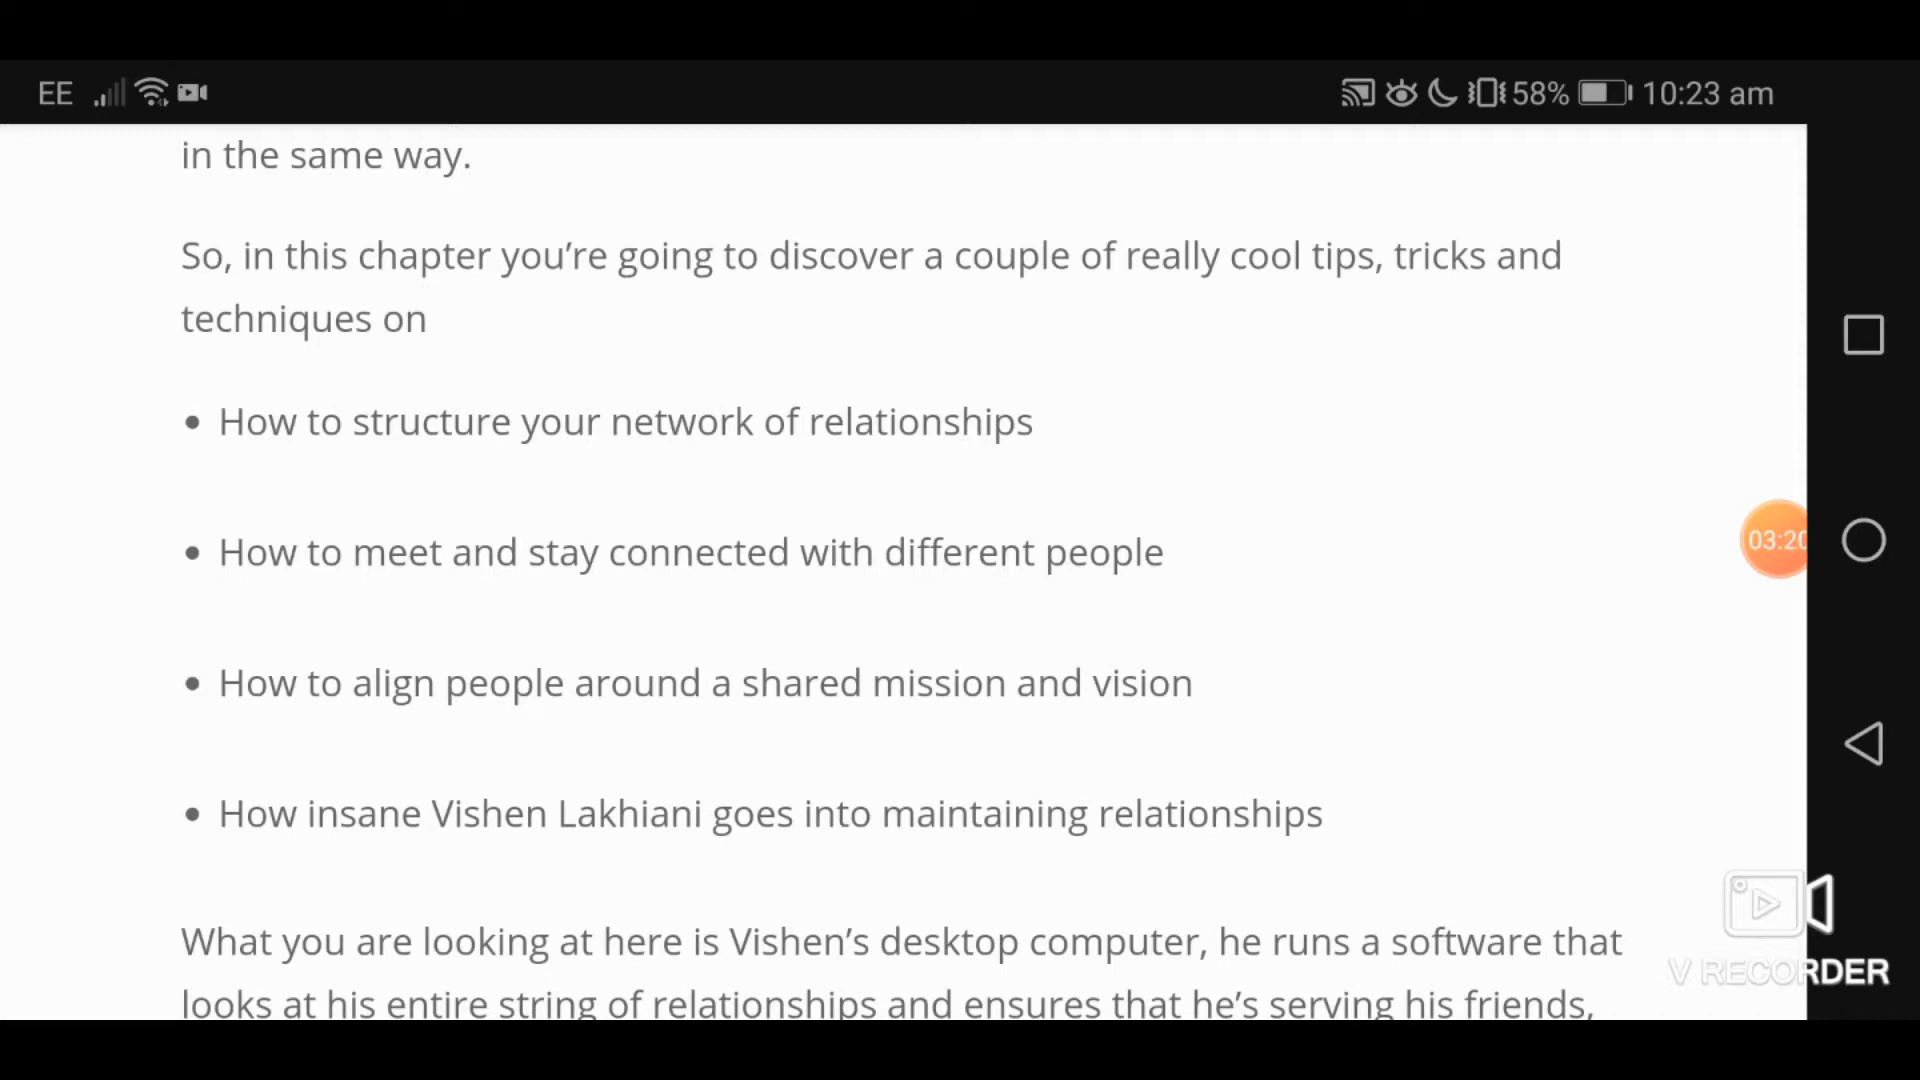 EE 58% 10:23 am
in the same way.
So, in this chapter you’re going to discover a couple of really cool tips, tricks and
techniques on
• How to structure your network of relationships
• How to meet and stay connected with different people
03:20
• How to align people around a shared mission and vision
• How insane Vishen Lakhiani goes into maintaining relationships
What you are looking at here is Vishen’s desktop computer, he runs a software that
V RECORDER
looks at his entire string of relationships and ensures that he’s serving his friends,